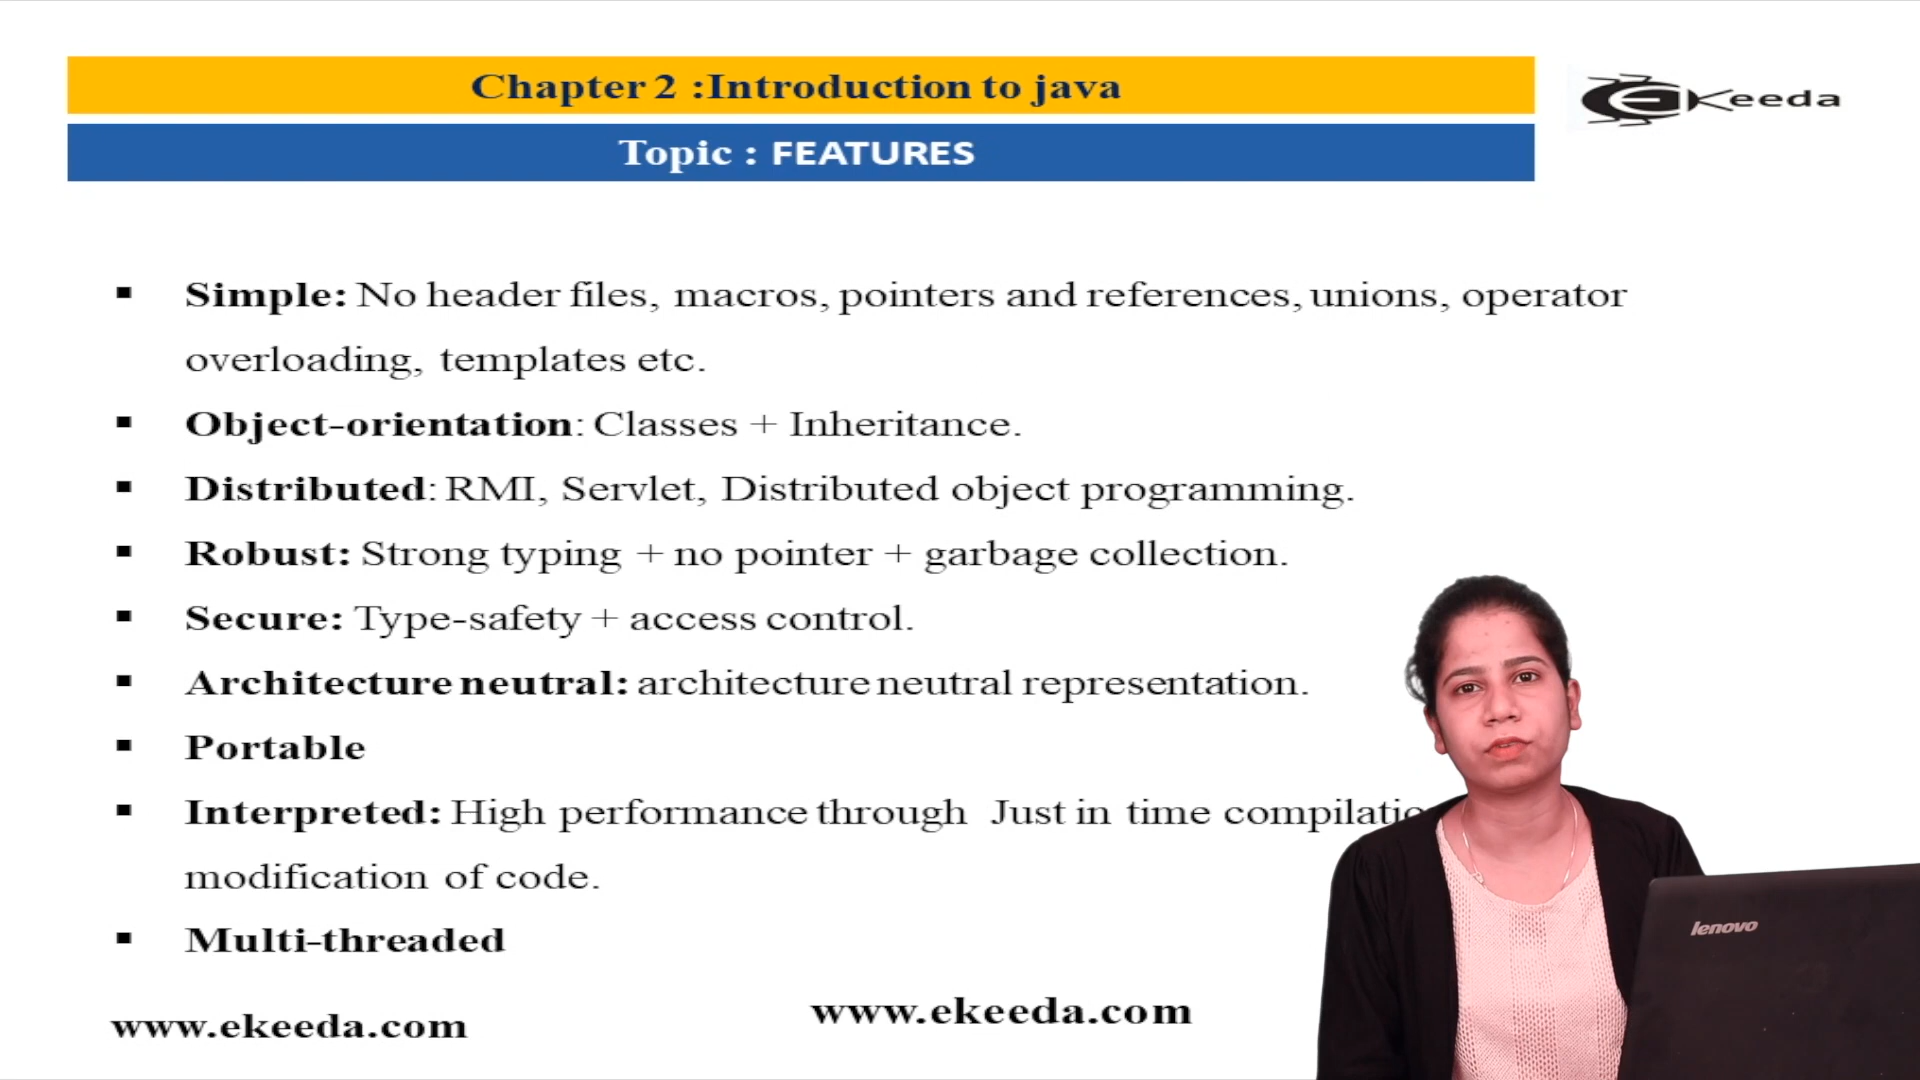 Chapter 2 :Introduction to java
Ekeeda
Topic : FEATURES
▪ Simple: No header files, macros, pointers and references, unions, operator
overloading, templates etc.
▪ Object-orientation: Classes + Inheritance.
▪ Distributed: RMI, Servlet, Distributed object programming.
▪ Robust: Strong typing + no pointer + garbage collection.
▪ Secure: Type-safety + access control.
▪ Architecture neutral: architecture neutral representation.
▪ Portable
▪ Interpreted: High performance through Just in time compilatio
modification of code.
▪ Multi-threaded
lenovo
www.ekeeda.com
www.ekeeda.com